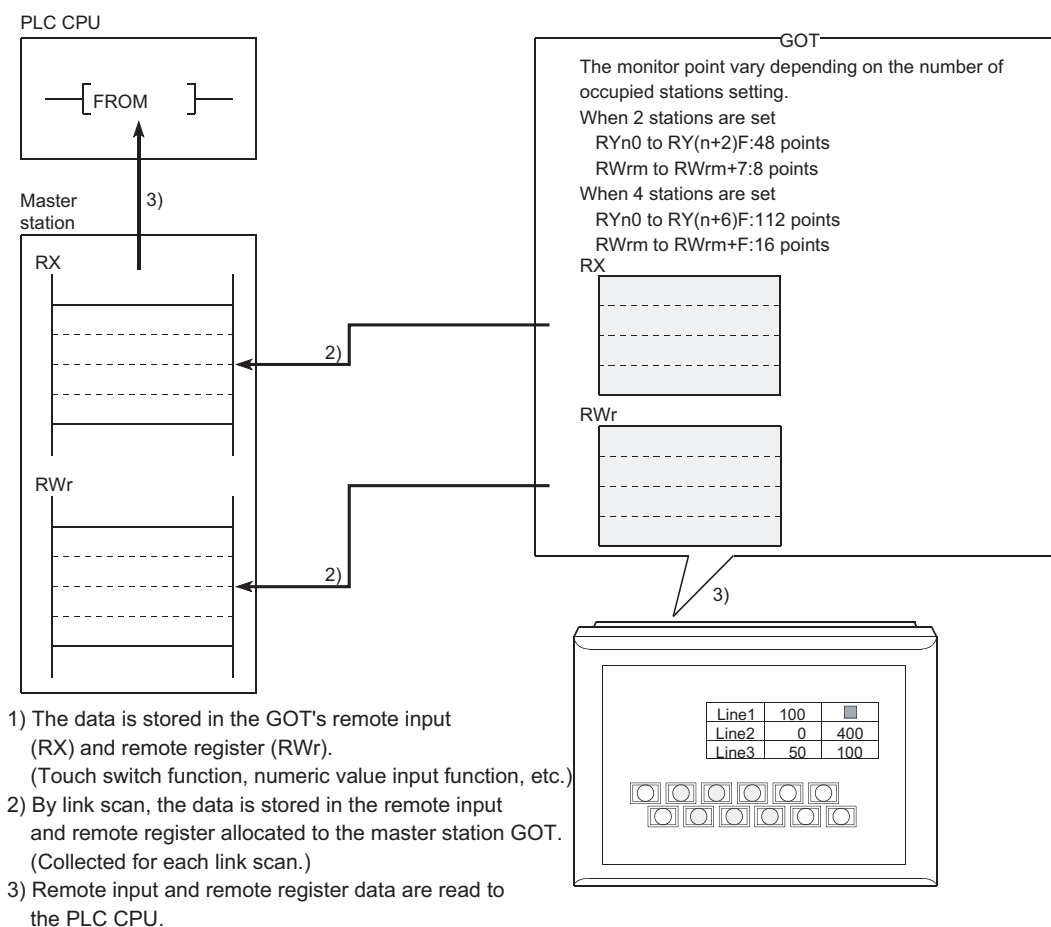 PLC CPU
FROM
3)
Master
station
RX
2)
RWr
2)
GOT
The monitor point vary depending on the number of
occupied stations setting.
When 2 stations are set
RYn0 to RY(n+2)F:48 points
RWrm to RWrm+7:8 points
When 4 stations are set
RYn0 to RY(n+6)F:112 points
RWrm to RWrm+F:16 points
RX
RWr
3)
Line1 100
Line2 0 400
Line3 50 100
1) The data is stored in the GOT's remote input
(RX) and remote register (RWr).
(Touch switch function, numeric value input function, etc.)
2) By link scan, the data is stored in the remote input
and remote register allocated to the master station GOT.
(Collected for each link scan.)
3) Remote input and remote register data are read to
the PLC CPU.